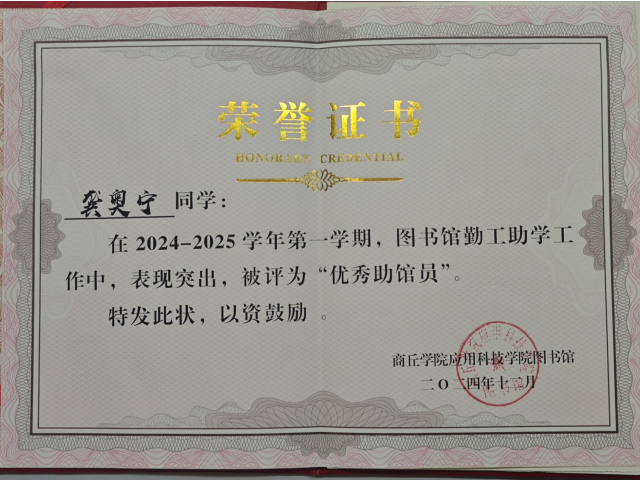 荣誉证书
HONORARY CREDENTIAL
龚奥宁 同学：
在 2024-2025 学年第一学期，图书馆勤工助学工
作中，表现突出，被评为“优秀助馆员”。
特发此状，以资鼓励 。
商丘学院应用科技学院图书馆
二〇二四年十二月